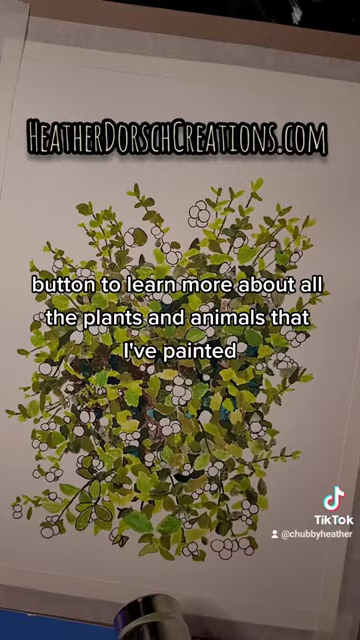 HeatherDorschCreations.com
button to learn more about all
the plants and animals that
I've painted
TikTok
@chubbyheather